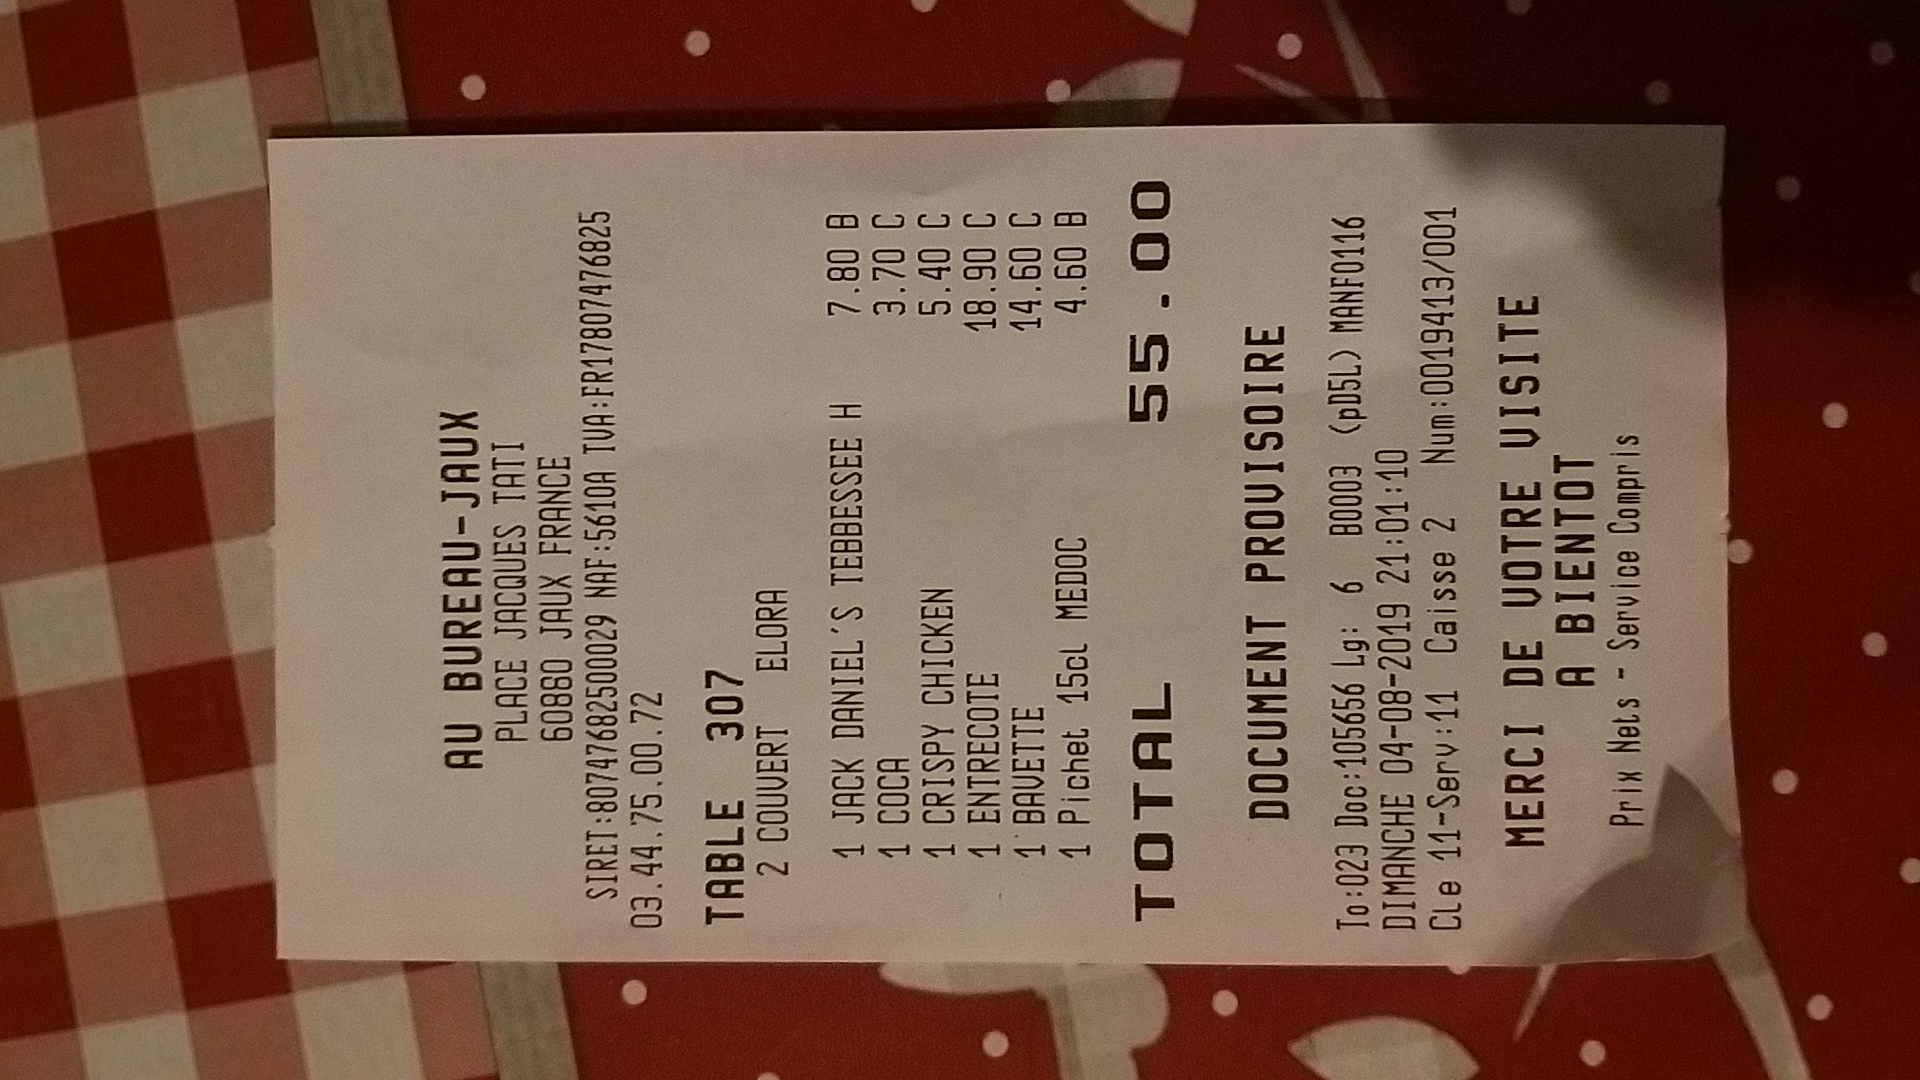 AU BUREAU-JAUX
PLACE JACQUES TATI
60880 JAUX FRANCE
SIRET:80747682500029 NAF:5610A TVA:FR17807476825
03.44.75.00.72
TABLE 307
2 COUVERT ELORA
1 JACK DANIEL'S TEBBESSEE H 7.80 B
1 COCA 3.70 C
1 CRISPY CHICKEN 5.40 C
1 ENTRECOTE 18.90 C
1 BAVETTE 14.60 C
1 Pichet 15cl MEDOC 4.60 B
TOTAL 55.00
DOCUMENT PROVISOIRE
To:023 Doc:105656 Lg: 6 B0003 (pD5L) MANF0116
DIMANCHE 04-08-2019 21:01:10
CLe 11-Serv:11 Caisse 2 Num:0019413/001
MERCI DE VOTRE VISITE
A BIENTOT
Prix Nets - Service Compris